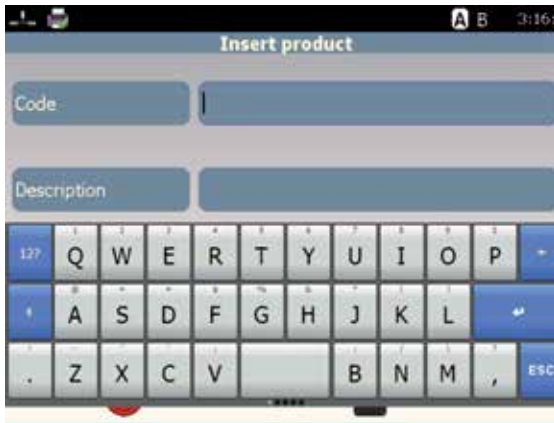 A B 3:16:
Insert product
Code
Description
12? Q W E R T Y U I O P
A S D F G H J K L
. Z X C V B N M , ESC